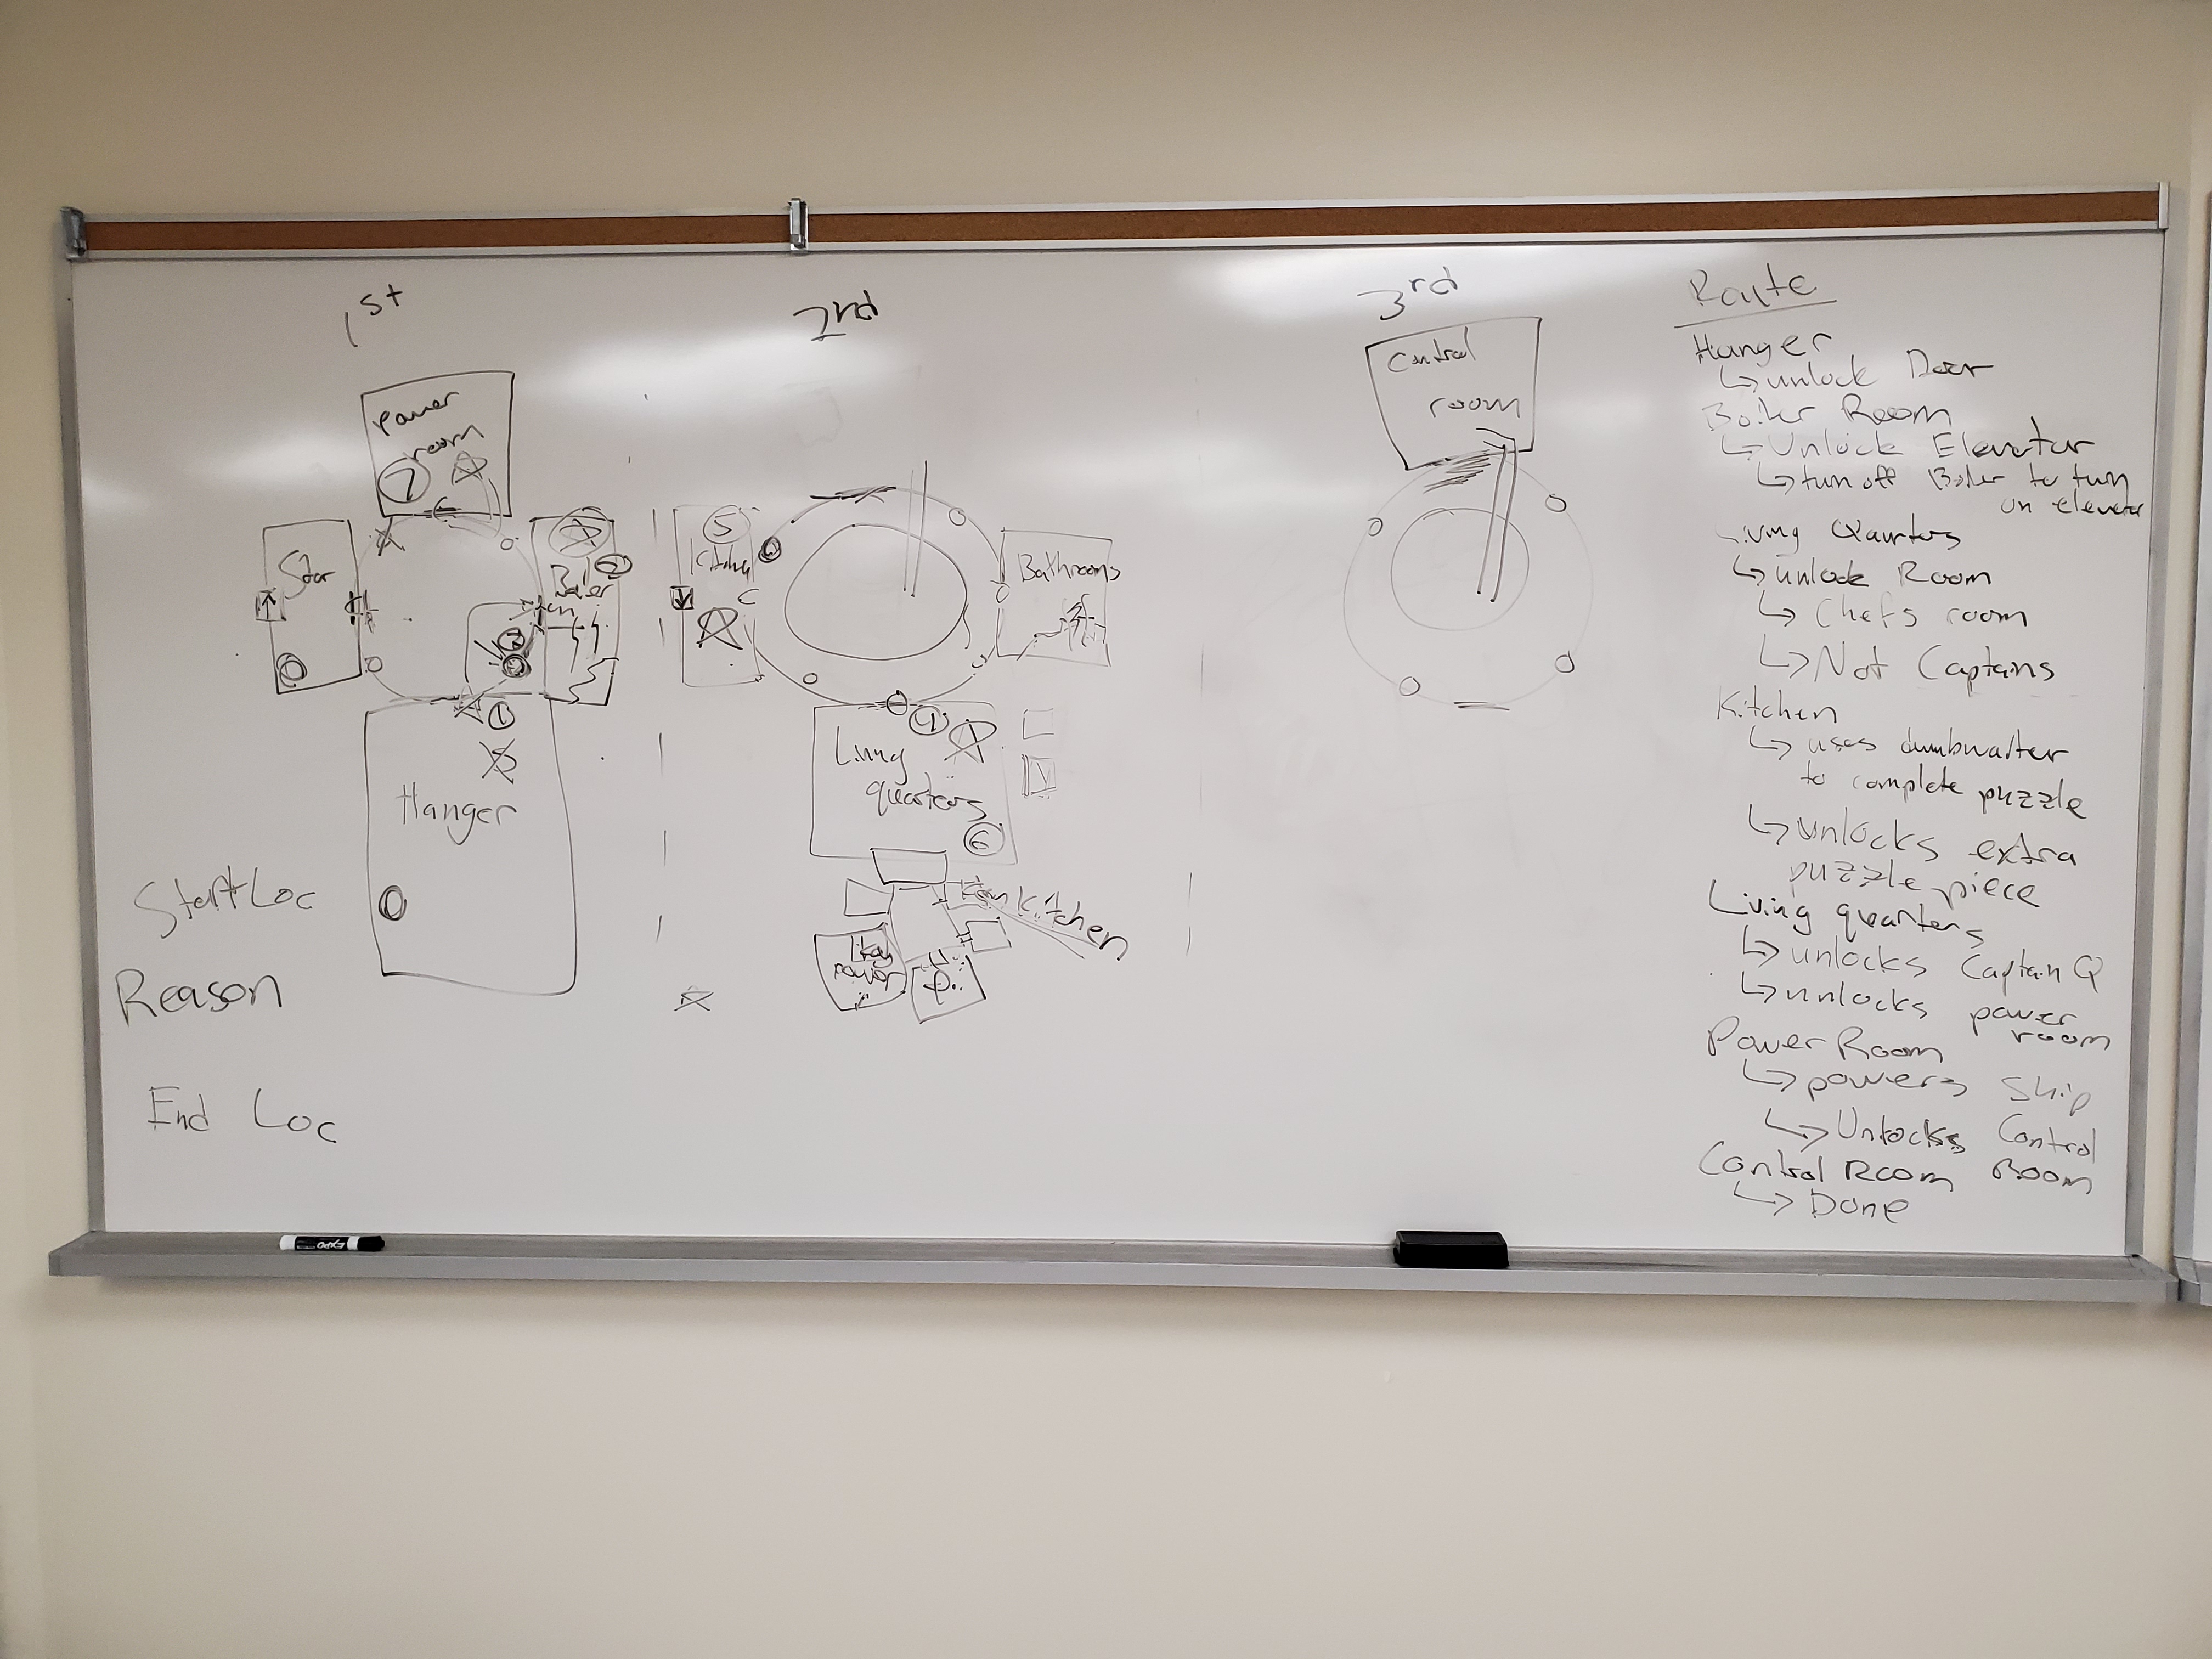 1st
2nd
3rd
Power
room
7
Stor
Boiler
2
Hanger
1
5
Kitchen
Bathrooms
Living
quarters
4
6
Item Kitchen
Key
power
Control
room
Start Loc
Reason
End Loc
Route
Hanger
↳ unlock Door
Boiler Room
↳ Unlock Elevator
↳ turn off Boiler to turn
on elevator
Living Quarters
↳ unlock Room
↳ Chefs room
↳ Not Captains
Kitchen
↳ uses dumbwaiter
to complete puzzle
↳ unlocks extra
puzzle piece
Living quarters
↳ unlocks Captain Q
↳ unlocks power
room
Power Room
↳ powers Ship
↳ Unlocks Control
Room
Control Room
↳ Done
EXPO